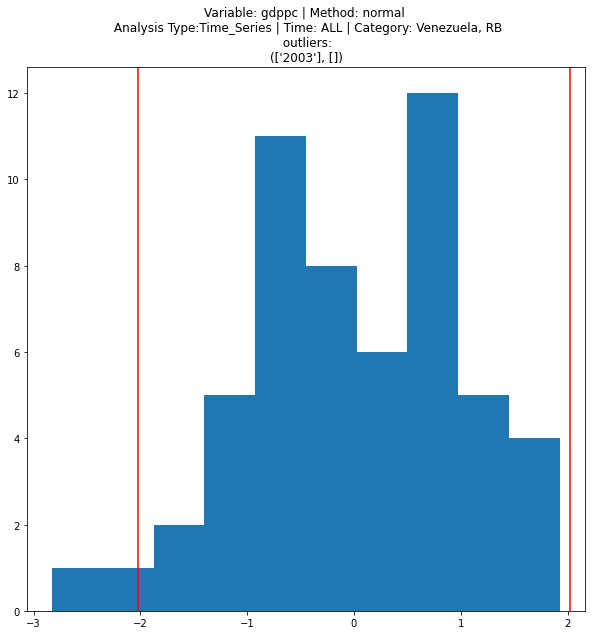 Variable: gdppc | Method: normal
Analysis Type:Time_Series | Time: ALL | Category: Venezuela, RB
outliers:
(['2003'], [])
12
10
8
6
4
2
0
−3 −2 −1 0 1 2